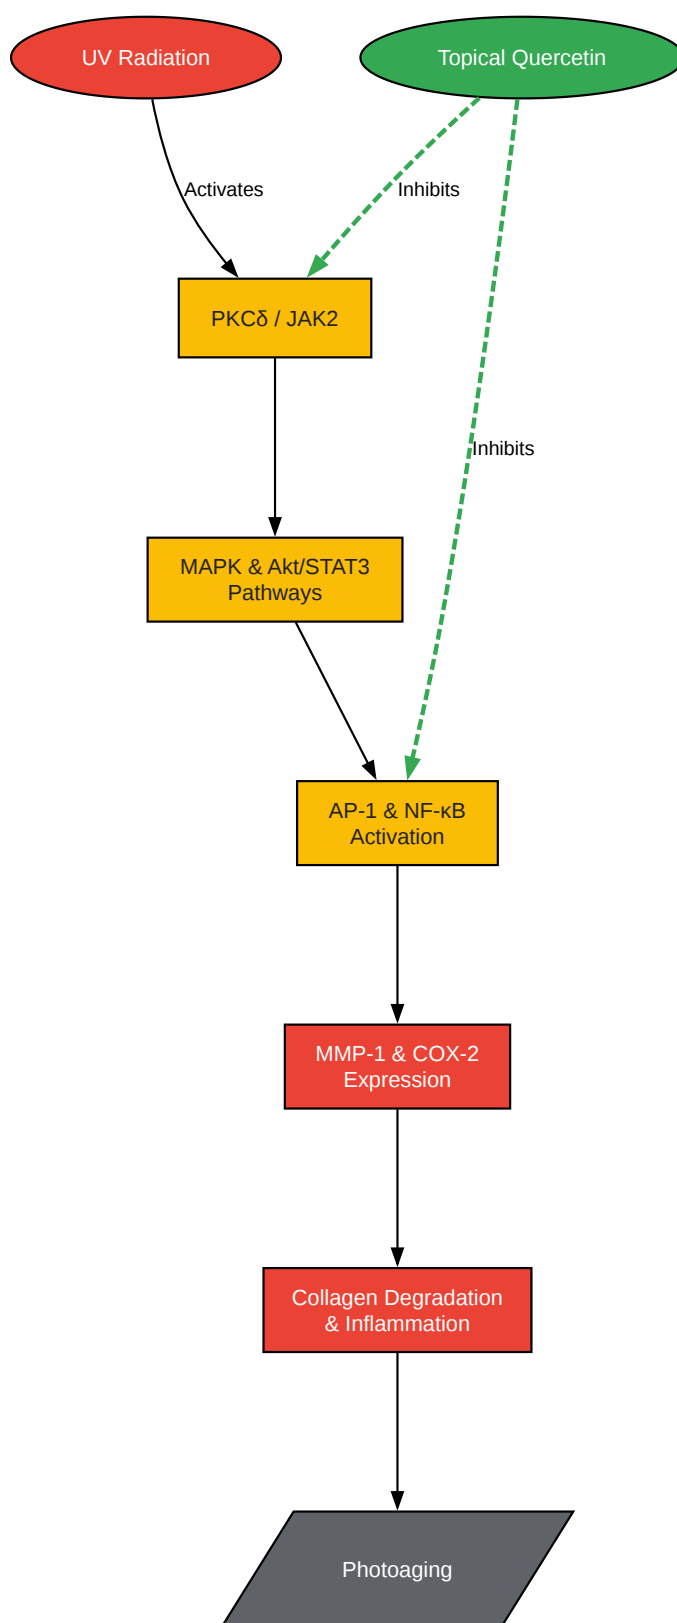 UV Radiation
Topical Quercetin
Activates
Inhibits
PKCδ / JAK2
Inhibits
MAPK & Akt/STAT3
Pathways
AP-1 & NF-κB
Activation
MMP-1 & COX-2
Expression
Collagen Degradation
& Inflammation
Photoaging